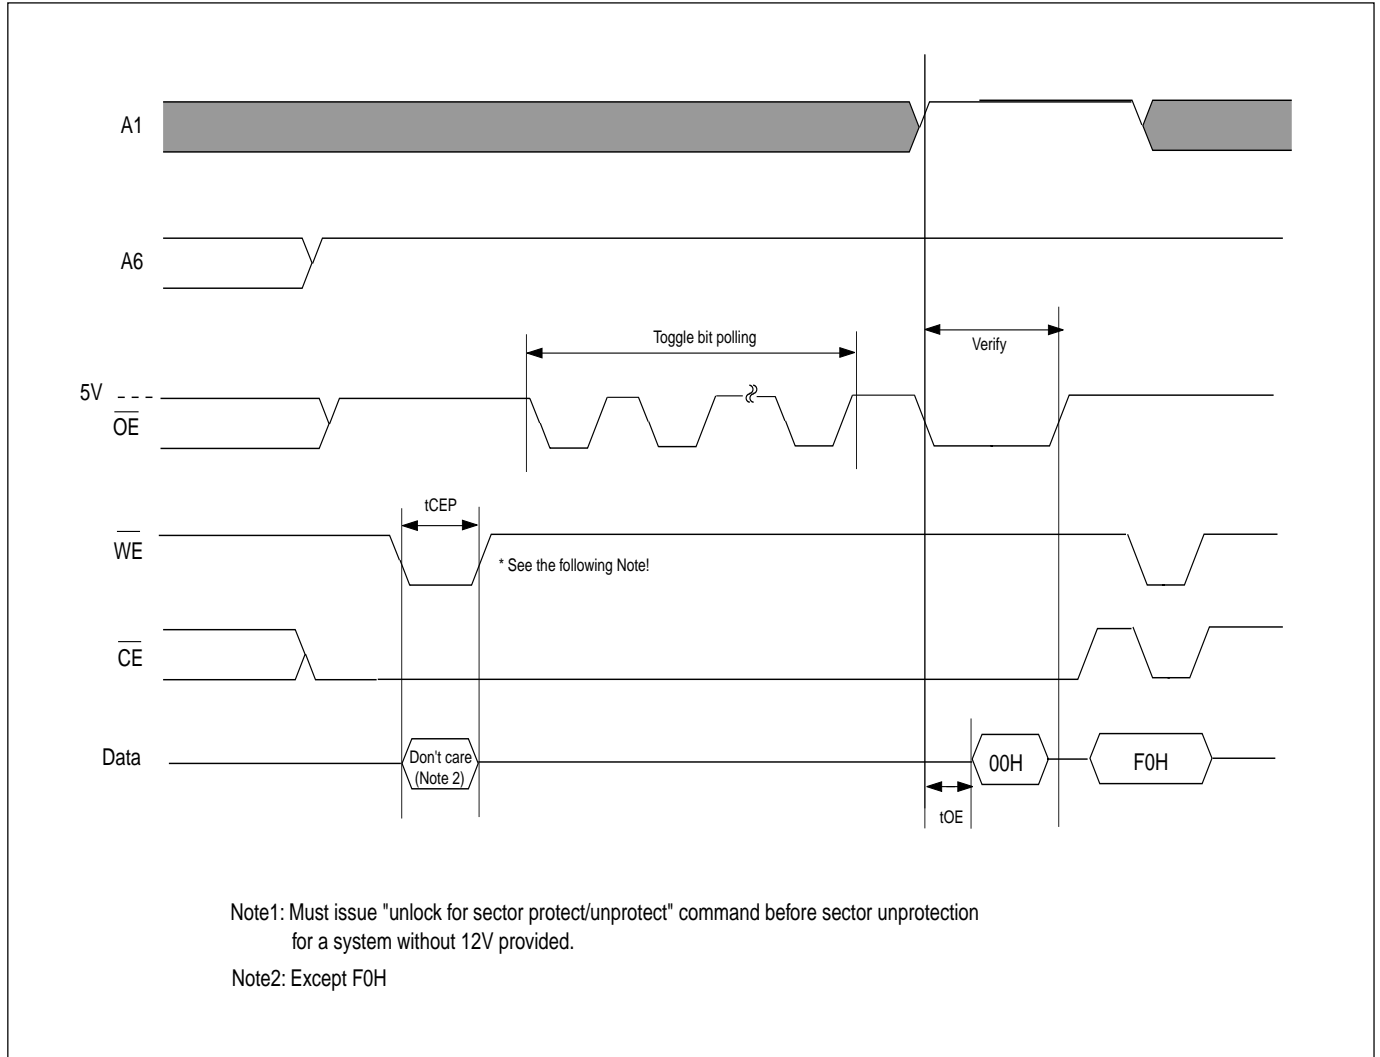 A1
A6
Toggle bit polling
Verify
5V
OE
tCEP
WE
* See the following Note!
CE
Data
Don't care
(Note 2)
00H
F0H
tOE
Note1: Must issue "unlock for sector protect/unprotect" command before sector unprotection
for a system without 12V provided.
Note2: Except F0H